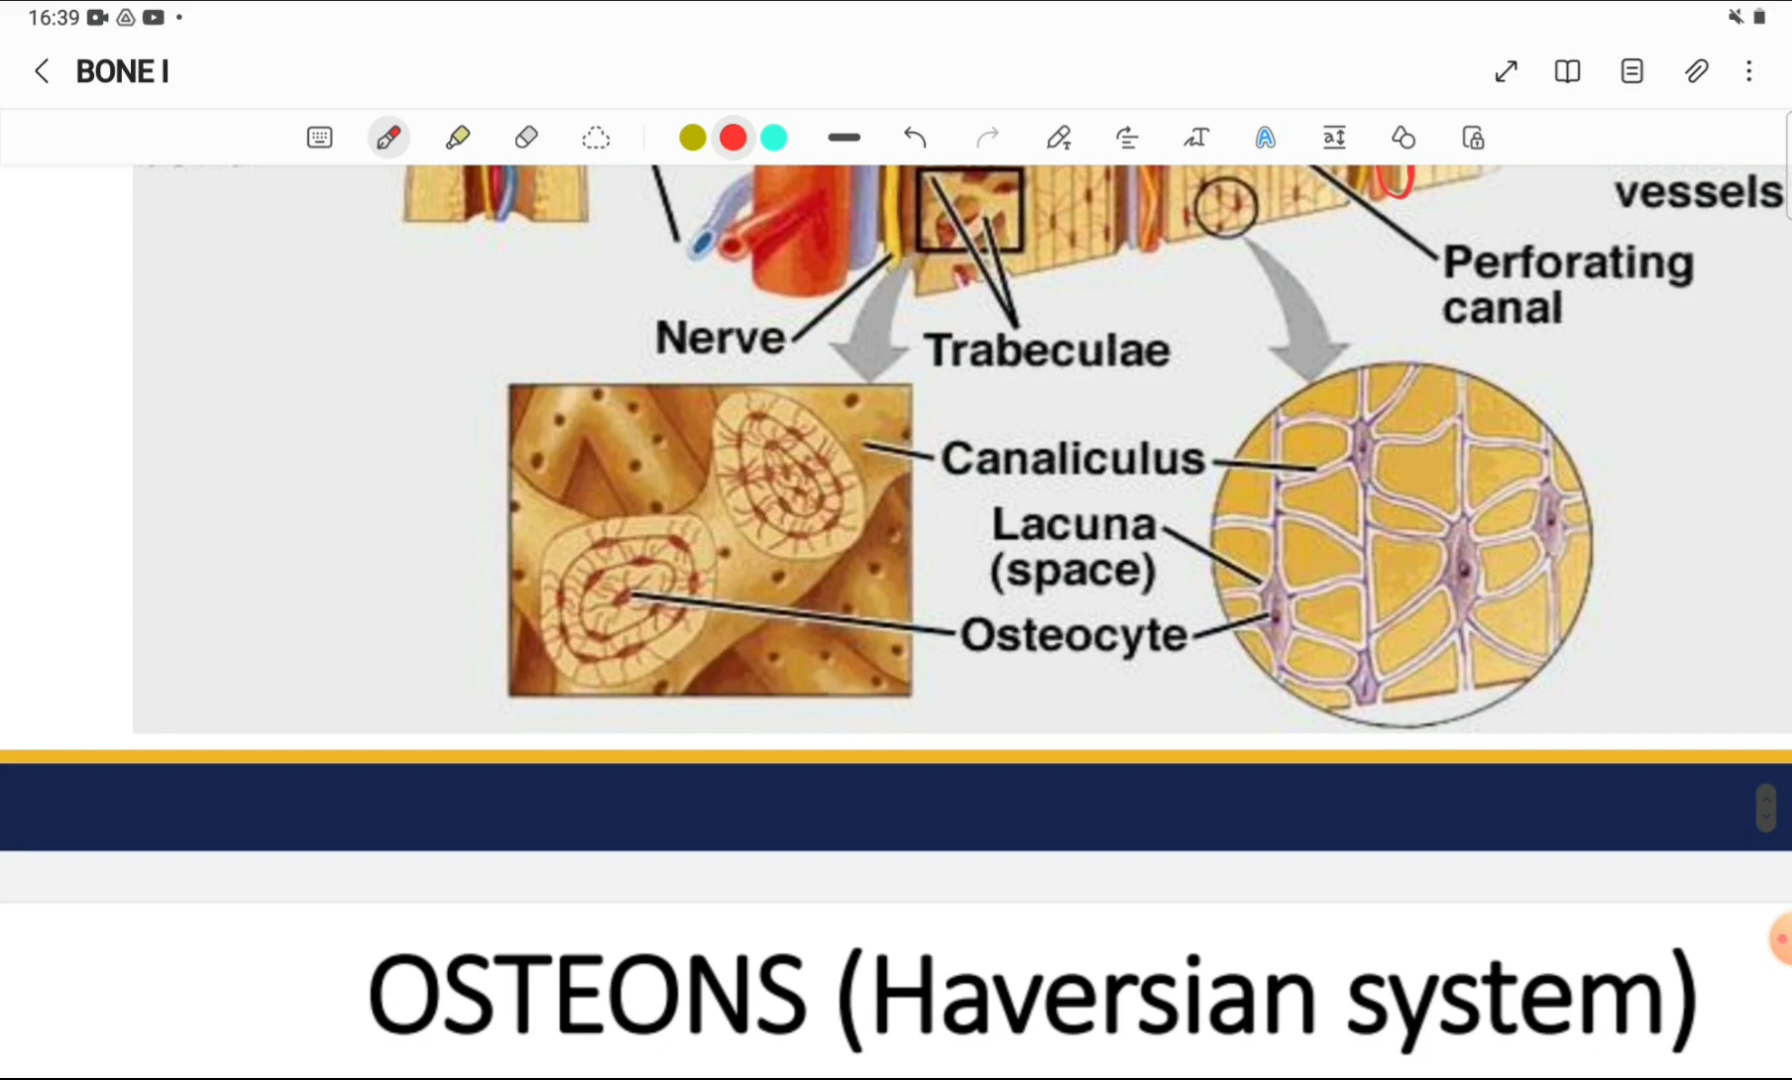 16:39
BONE I
vessels
Perforating
canal
Nerve
Trabeculae
Canaliculus
Lacuna
(space)
Osteocyte
OSTEONS (Haversian system)